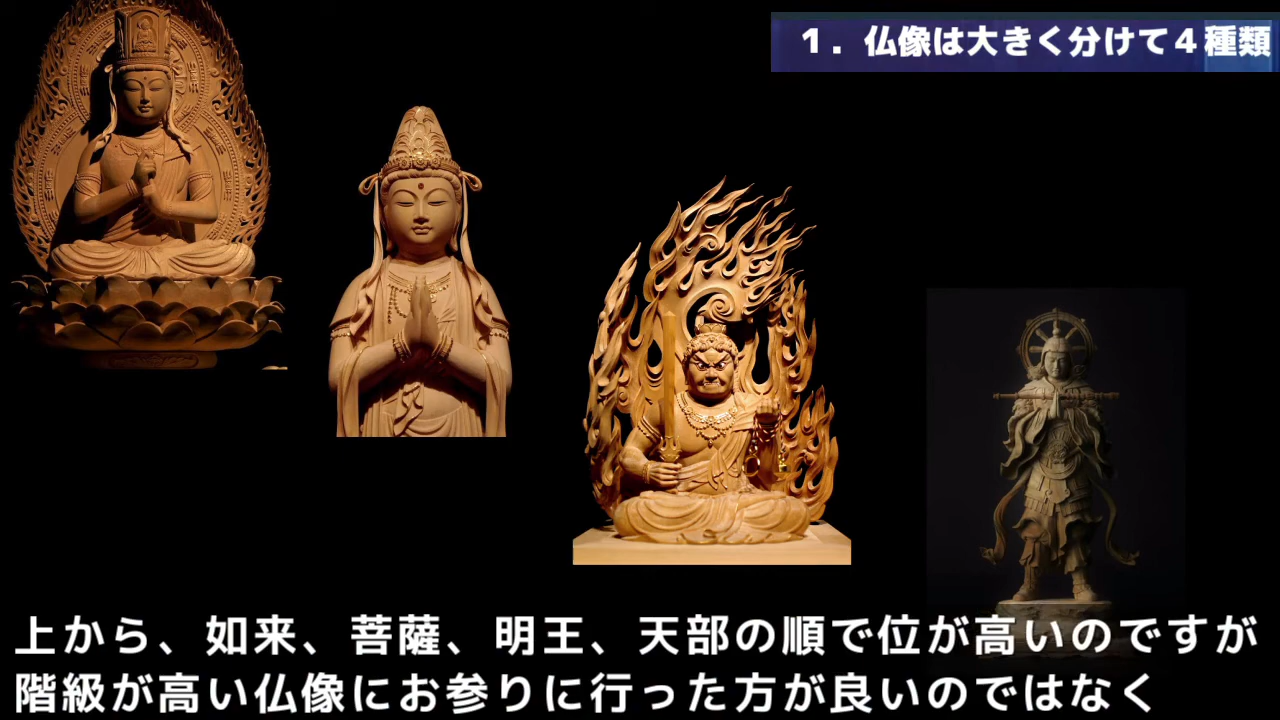 １．仏像は大きく分けて４種類
上から、如来、菩薩、明王、天部の順で位が高いのですが
階級が高い仏像にお参りに行った方が良いのではなく